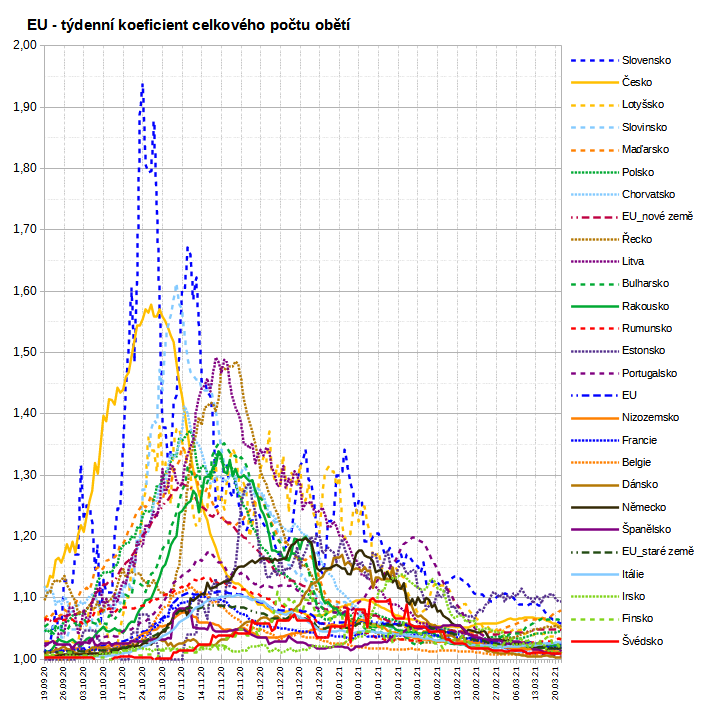 EU - týdenní koeficient celkového počtu obětí
2,00
1,90
1,80
1,70
1,60
1,50
1,40
1,30
1,20
1,10
1,00
19.09.20
26.09.20
03.10.20
10.10.20
17.10.20
24.10.20
31.10.20
07.11.20
14.11.20
21.11.20
28.11.20
05.12.20
12.12.20
19.12.20
26.12.20
02.01.21
09.01.21
16.01.21
23.01.21
30.01.21
06.02.21
13.02.21
20.02.21
27.02.21
06.03.21
13.03.21
20.03.21
Slovensko
Česko
Lotyšsko
Slovinsko
Maďarsko
Polsko
Chorvatsko
EU_nové země
Řecko
Litva
Bulharsko
Rakousko
Rumunsko
Estonsko
Portugalsko
EU
Nizozemsko
Francie
Belgie
Dánsko
Německo
Španělsko
EU_staré země
Itálie
Irsko
Finsko
Švédsko